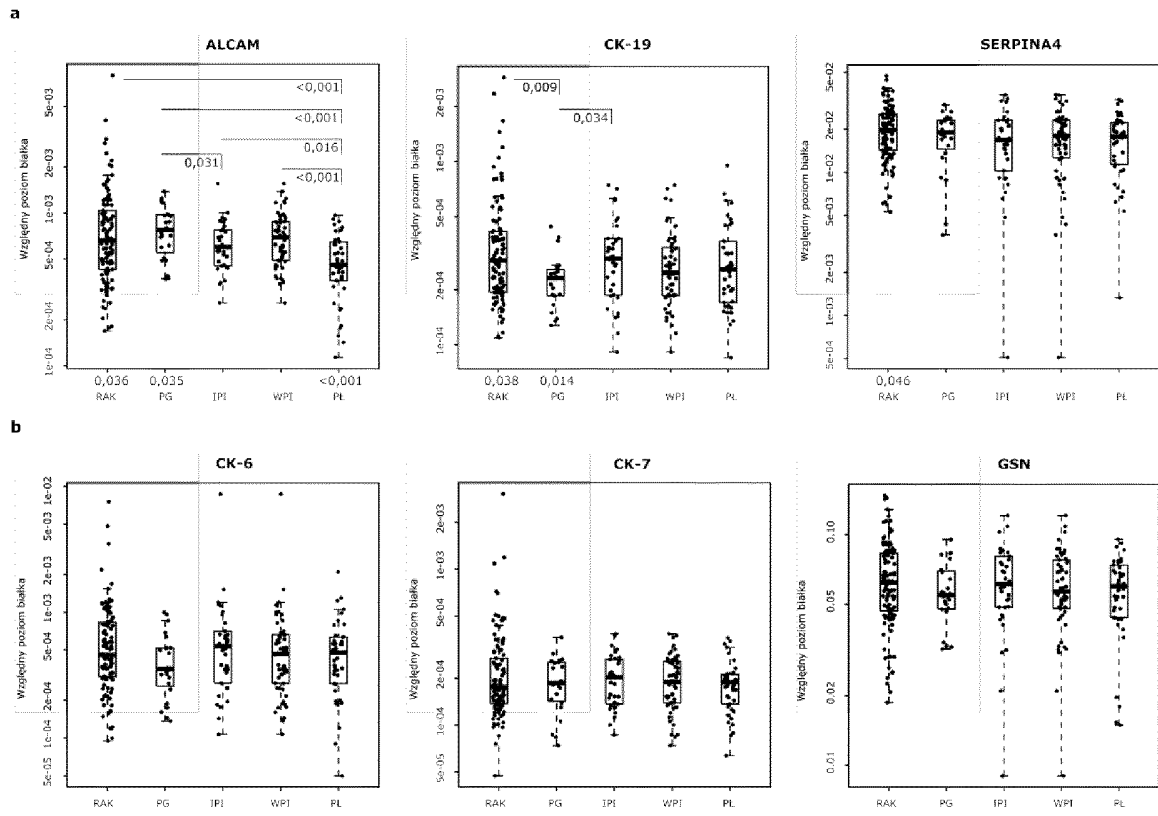 a
ALCAM
CK-19
SERPINA4
Względny poziom białka
5e-03
2e-03
1e-03
5e-04
2e-04
1e-04
<0,001
<0,001
0,016
0,031
<0,001
0,036
0,035
<0,001
RAK
PG
IPI
WPI
PŁ
Względny poziom białka
2e-03
1e-03
5e-04
2e-04
1e-04
0,009
0,034
0,038
0,014
RAK
PG
IPI
WPI
PŁ
Względny poziom białka
5e-02
2e-02
1e-02
5e-03
2e-03
1e-03
5e-04
0,046
RAK
PG
IPI
WPI
PŁ
b
CK-6
CK-7
GSN
Względny poziom białka
1e-02
5e-03
2e-03
1e-03
5e-04
2e-04
1e-04
5e-05
RAK
PG
IPI
WPI
PŁ
Względny poziom białka
2e-03
1e-03
5e-04
2e-04
1e-04
5e-05
RAK
PG
IPI
WPI
PŁ
Względny poziom białka
0.10
0.05
0.02
0.01
RAK
PG
IPI
WPI
PŁ